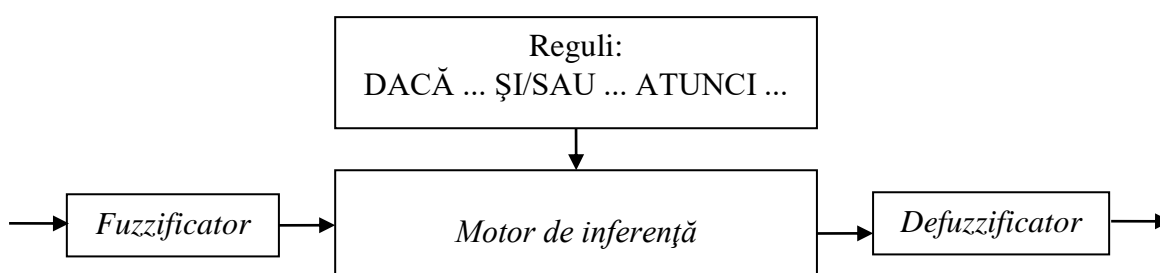 Reguli:
DACĂ ... ŞI/SAU ... ATUNCI ...
Fuzzificator
Motor de inferenţă
Defuzzificator